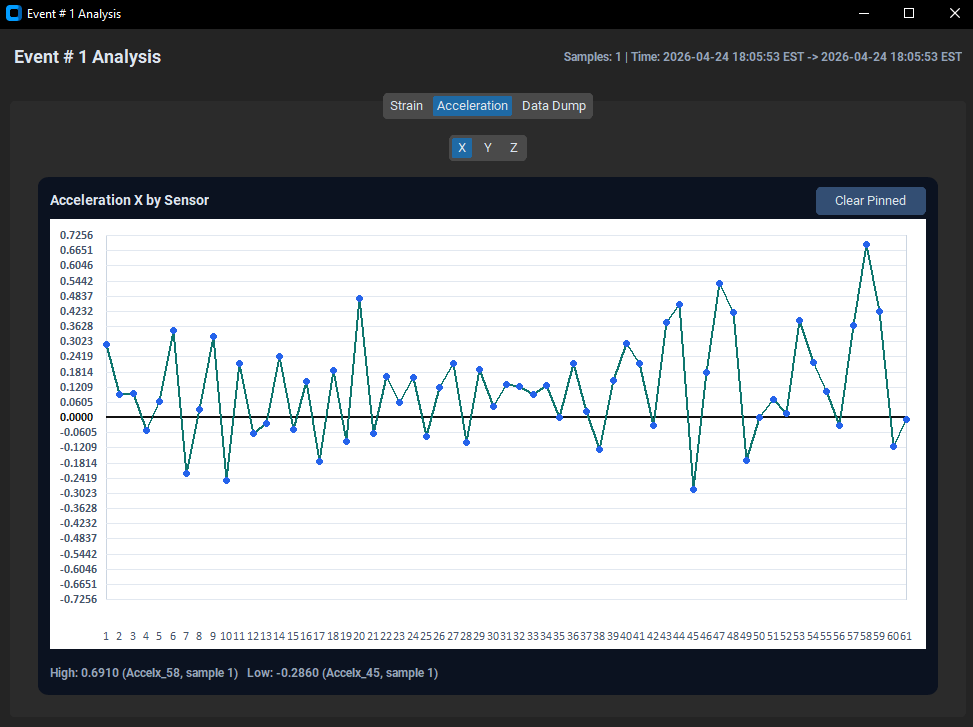 Event # 1 Analysis
Event # 1 Analysis
Samples: 1 | Time: 2026-04-24 18:05:53 EST -> 2026-04-24 18:05:53 EST
Strain Acceleration Data Dump
X Y Z
Acceleration X by Sensor
Clear Pinned
0.7256
0.6651
0.6046
0.5442
0.4837
0.4232
0.3628
0.3023
0.2419
0.1814
0.1209
0.0605
0.0000
-0.0605
-0.1209
-0.1814
-0.2419
-0.3023
-0.3628
-0.4232
-0.4837
-0.5442
-0.6046
-0.6651
-0.7256
1 2 3 4 5 6 7 8 9 10 11 12 13 14 15 16 17 18 19 20 21 22 23 24 25 26 27 28 29 30 31 32 33 34 35 36 37 38 39 40 41 42 43 44 45 46 47 48 49 50 51 52 53 54 55 56 57 58 59 60 61
High: 0.6910 (Accelx_58, sample 1) Low: -0.2860 (Accelx_45, sample 1)